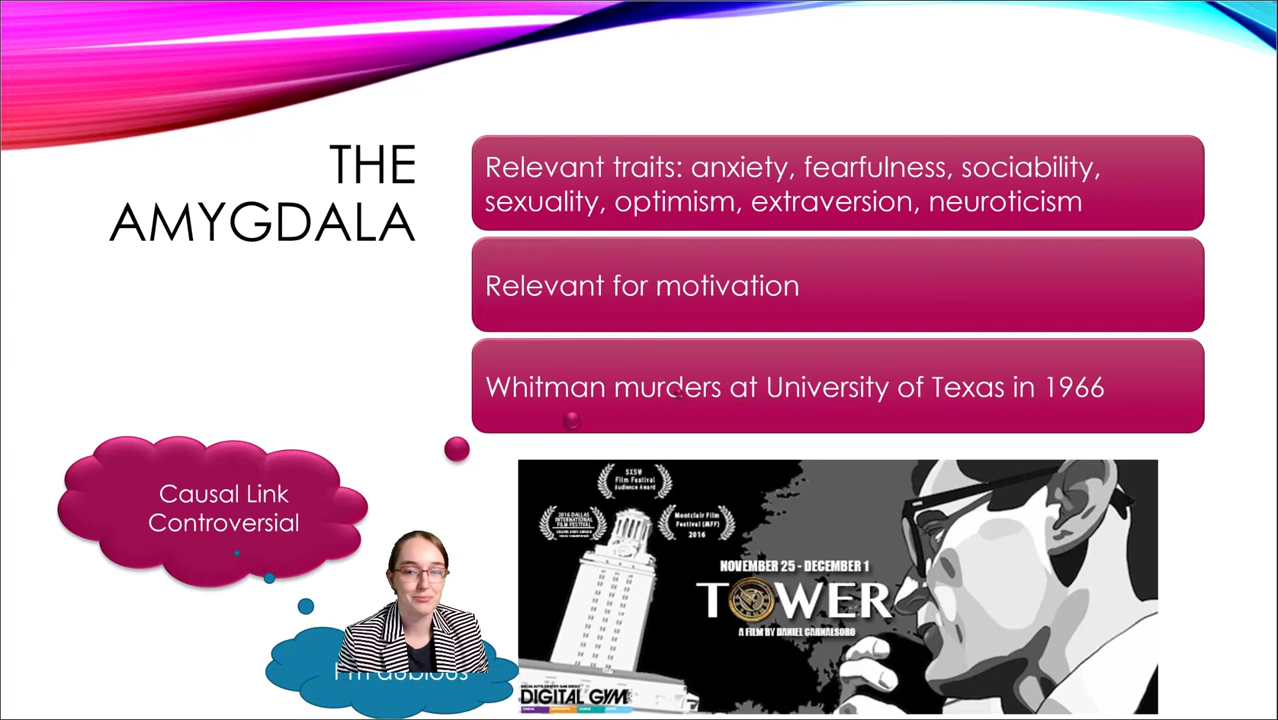 THE
AMYGDALA
Relevant traits: anxiety, fearfulness, sociability,
sexuality, optimism, extraversion, neuroticism
Relevant for motivation
Whitman murders at University of Texas in 1966
Causal Link
Controversial
I'm dubious
SXSW
Film Festival
Audience Award
2016 DALLAS
INTERNATIONAL
FILM FESTIVAL
Montclair Film
Festival (MFF)
2016
NOVEMBER 25 - DECEMBER 1
TOWER
A FILM BY DANIEL CARNALSORO
DIGITAL GYM